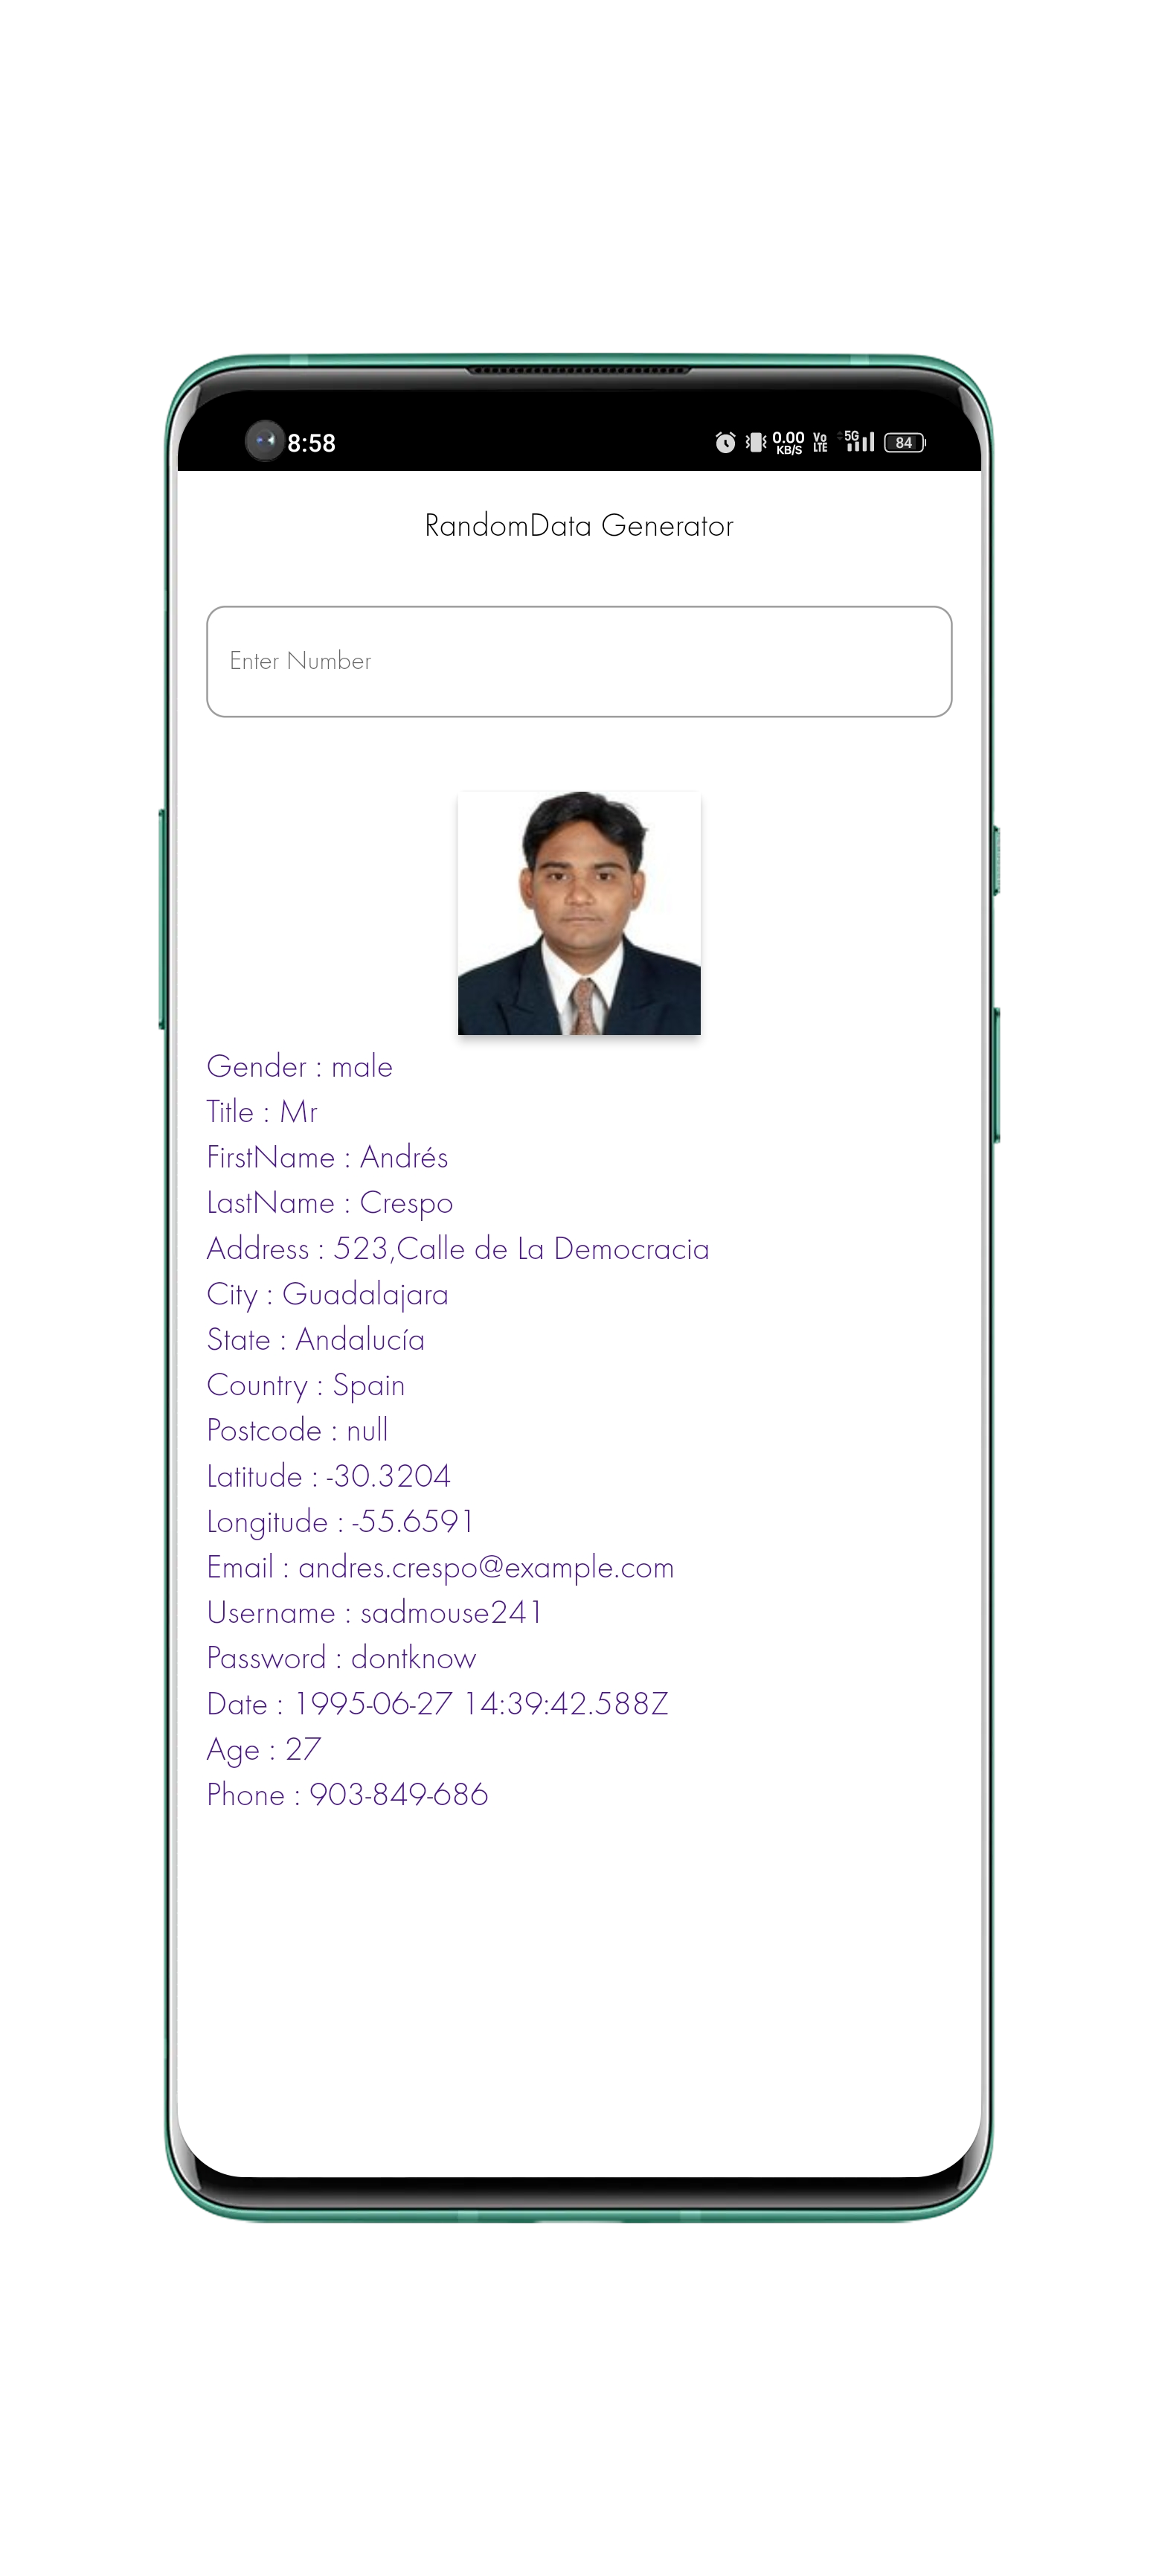 8:58 0.00 KB/S Vo LTE 5G 84
RandomData Generator
Enter Number
Gender : male
Title : Mr
FirstName : Andrés
LastName : Crespo
Address : 523,Calle de La Democracia
City : Guadalajara
State : Andalucía
Country : Spain
Postcode : null
Latitude : -30.3204
Longitude : -55.6591
Email : andres.crespo@example.com
Username : sadmouse241
Password : dontknow
Date : 1995-06-27 14:39:42.588Z
Age : 27
Phone : 903-849-686